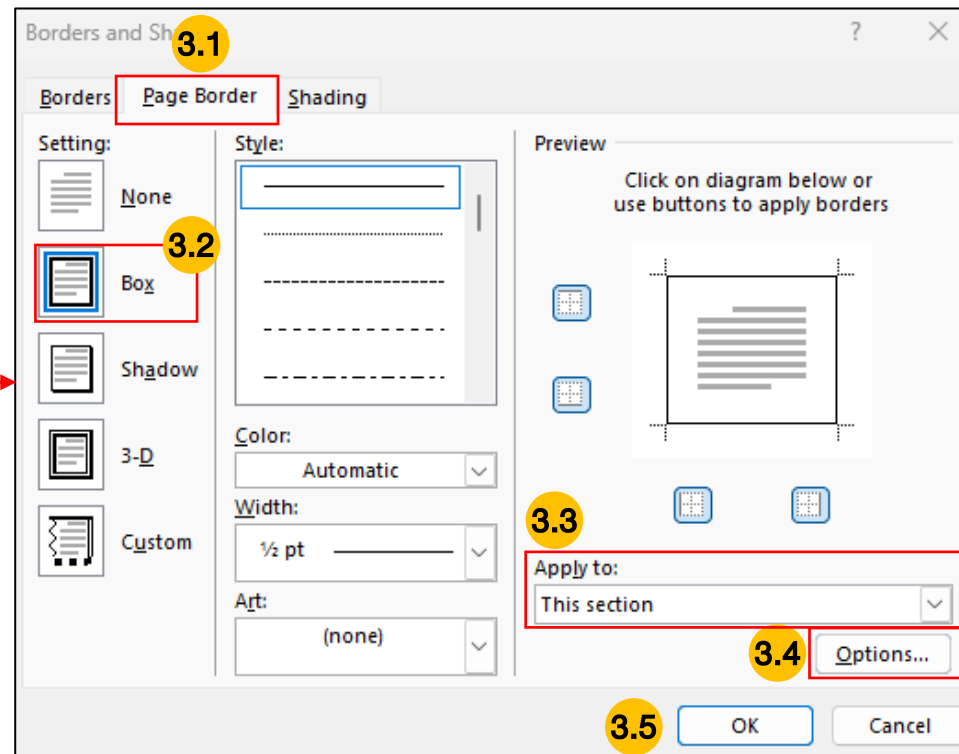 Borders and Sh
3.1
?
Borders
Page Border
Shading
Setting:
None
3.2
Box
Shadow
3-D
Custom
Style:
Color:
Automatic
Width:
½ pt
Art:
(none)
Preview
Click on diagram below or
use buttons to apply borders
3.3
Apply to:
This section
3.4
Options...
3.5
OK
Cancel